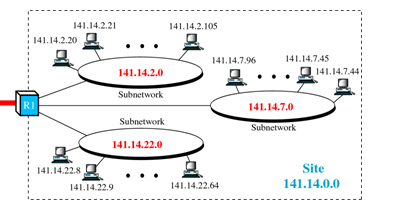 141.14.2.21
141.14.2.105
141.14.2.20
141.14.2.0
141.14.7.45
141.14.7.96
141.14.7.44
Subnetwork
R1
141.14.7.0
Subnetwork
Subnetwork
141.14.22.0
141.14.22.8
141.14.22.9
141.14.22.64
Site
141.14.0.0